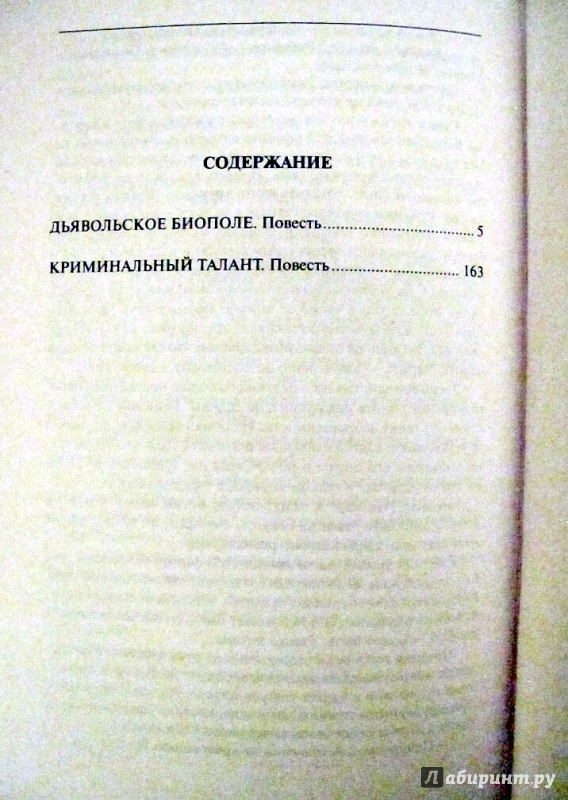 СОДЕРЖАНИЕ
ДЬЯВОЛЬСКОЕ БИОПОЛЕ. Повесть........................... 5
КРИМИНАЛЬНЫЙ ТАЛАНТ. Повесть....................... 163
Л Лабиринт.ру